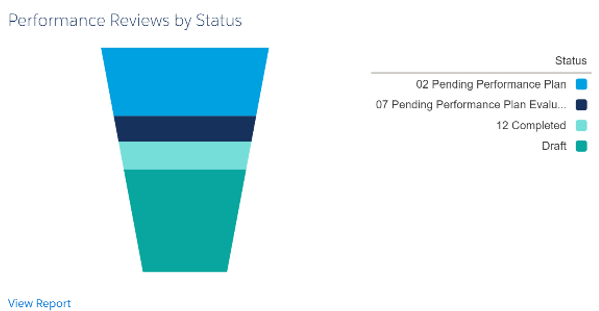 Performance Reviews by Status
Status
02 Pending Performance Plan
07 Pending Performance Plan Evalu...
12 Completed
Draft
View Report